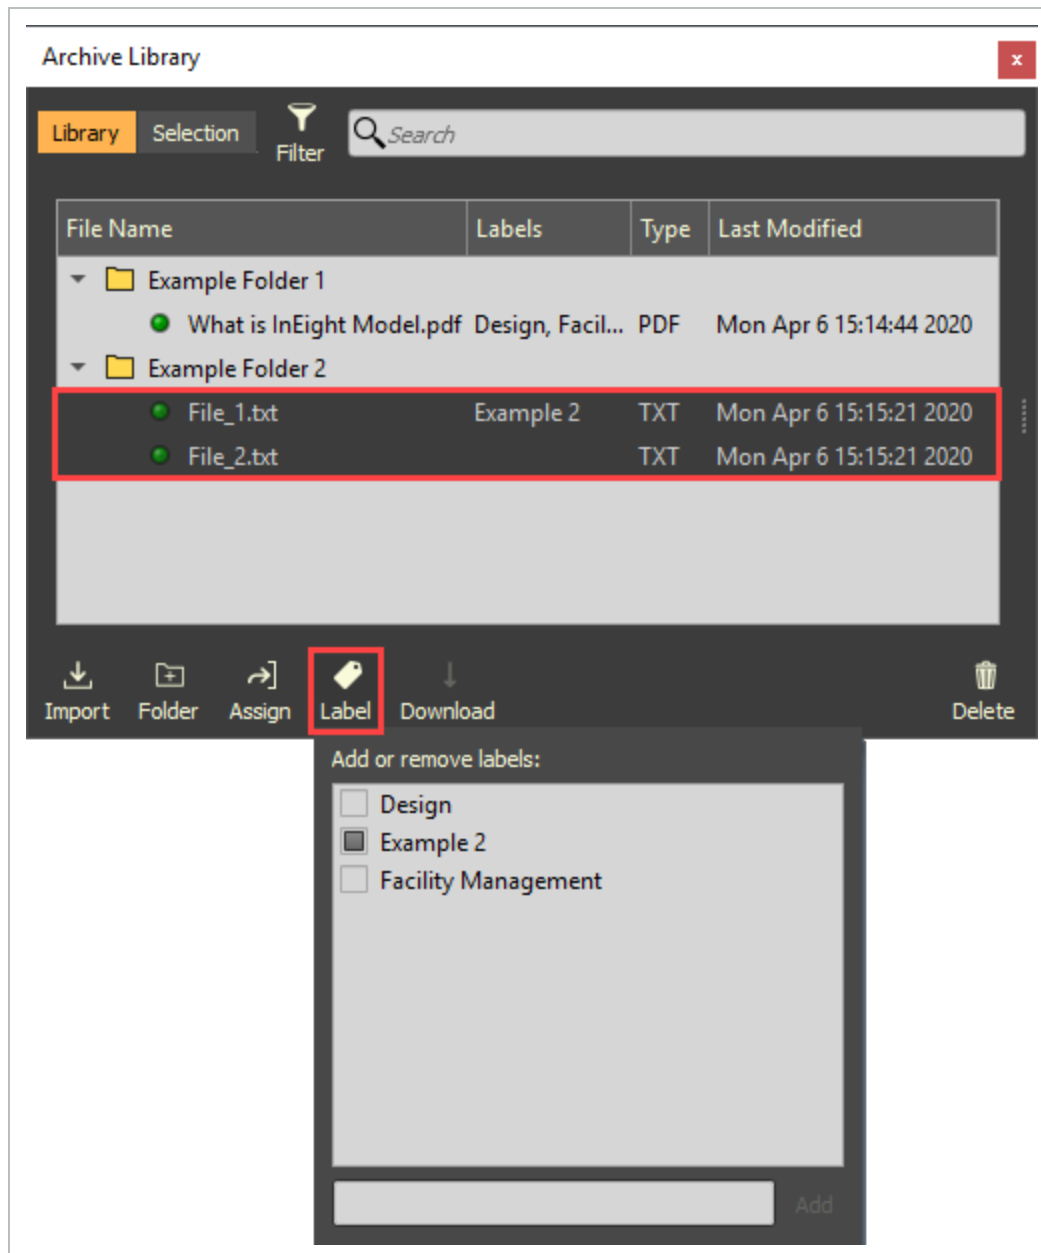 Archive Library
x
Library Selection Filter Search
File Name Labels Type Last Modified
Example Folder 1
What is InEight Model.pdf Design, Facil... PDF Mon Apr 6 15:14:44 2020
Example Folder 2
File_1.txt Example 2 TXT Mon Apr 6 15:15:21 2020
File_2.txt TXT Mon Apr 6 15:15:21 2020
Import Folder Assign Label Download Delete
Add or remove labels:
Design
Example 2
Facility Management
Add